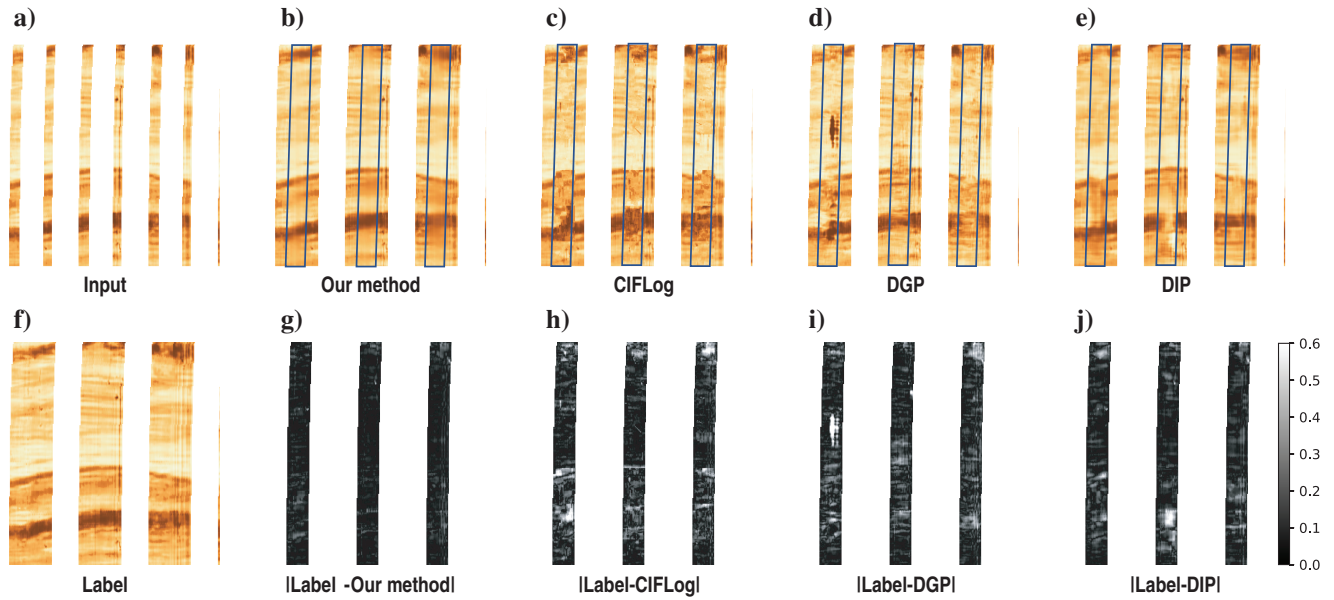 a) b) c) d) e)
Input Our method CIFLog DGP DIP
f) g) h) i) j)
0.6
0.5
0.4
0.3
0.2
0.1
0.0
Label |Label -Our method| |Label-CIFLog| |Label-DGP| |Label-DIP|